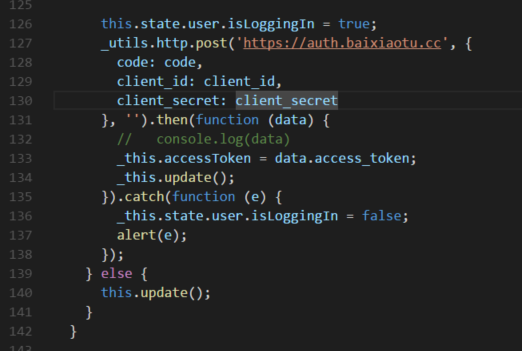 125
126 this.state.user.isLoggingIn = true;
127 _utils.http.post('https://auth.baixiaotu.cc', {
128 code: code,
129 client_id: client_id,
130 client_secret: client_secret
131 }, '').then(function (data) {
132 //   console.log(data)
133 _this.accessToken = data.access_token;
134 _this.update();
135 }).catch(function (e) {
136 _this.state.user.isLoggingIn = false;
137 alert(e);
138 });
139 } else {
140 this.update();
141 }
142 }
143